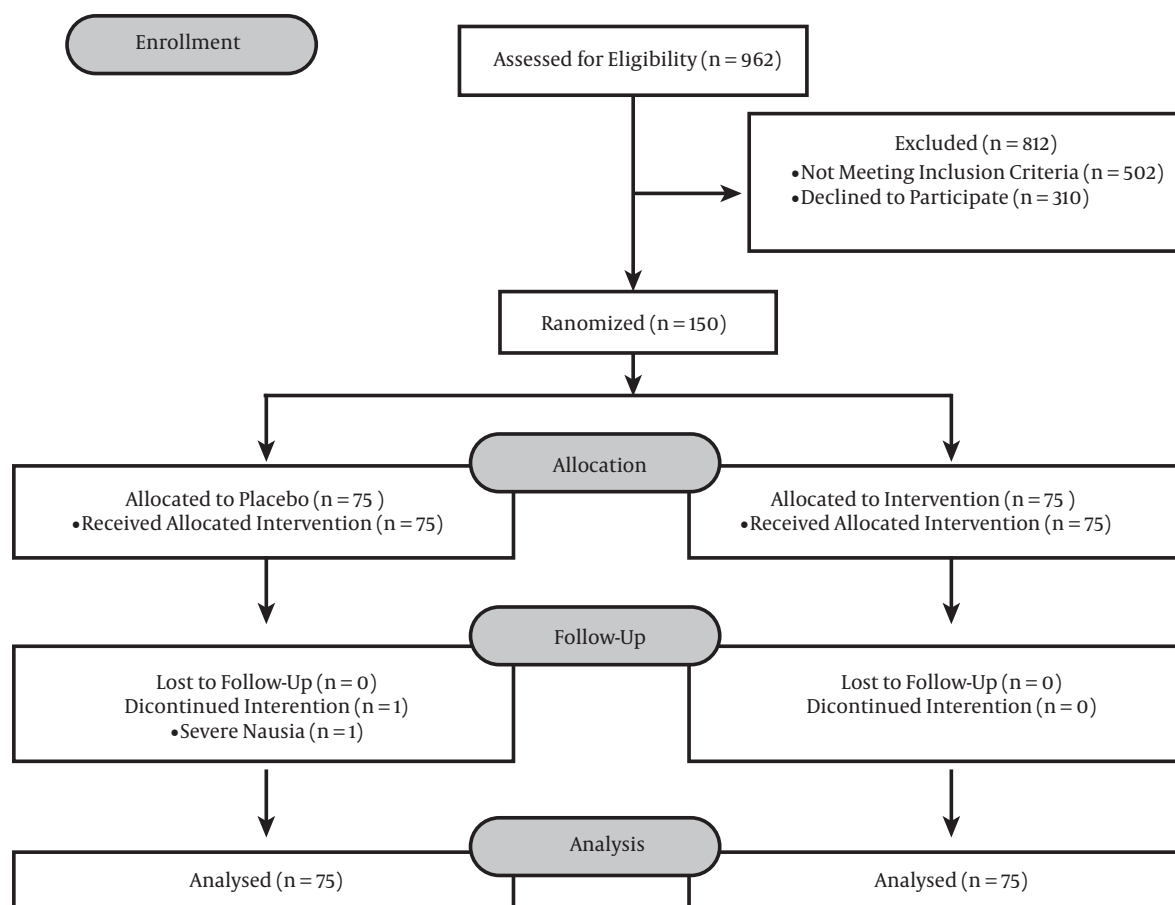 Enrollment
Assessed for Eligibility (n = 962)
Excluded (n = 812)
•Not Meeting Inclusion Criteria (n = 502)
•Declined to Participate (n = 310)
Ranomized (n = 150)
Allocation
Allocated to Placebo (n = 75 )
•Received Allocated Intervention (n = 75)
Allocated to Intervention (n = 75 )
•Received Allocated Intervention (n = 75)
Follow-Up
Lost to Follow-Up (n = 0)
Dicontinued Interention (n = 1)
•Severe Nausia (n = 1)
Lost to Follow-Up (n = 0)
Dicontinued Interention (n = 0)
Analysis
Analysed (n = 75)
Analysed (n = 75)